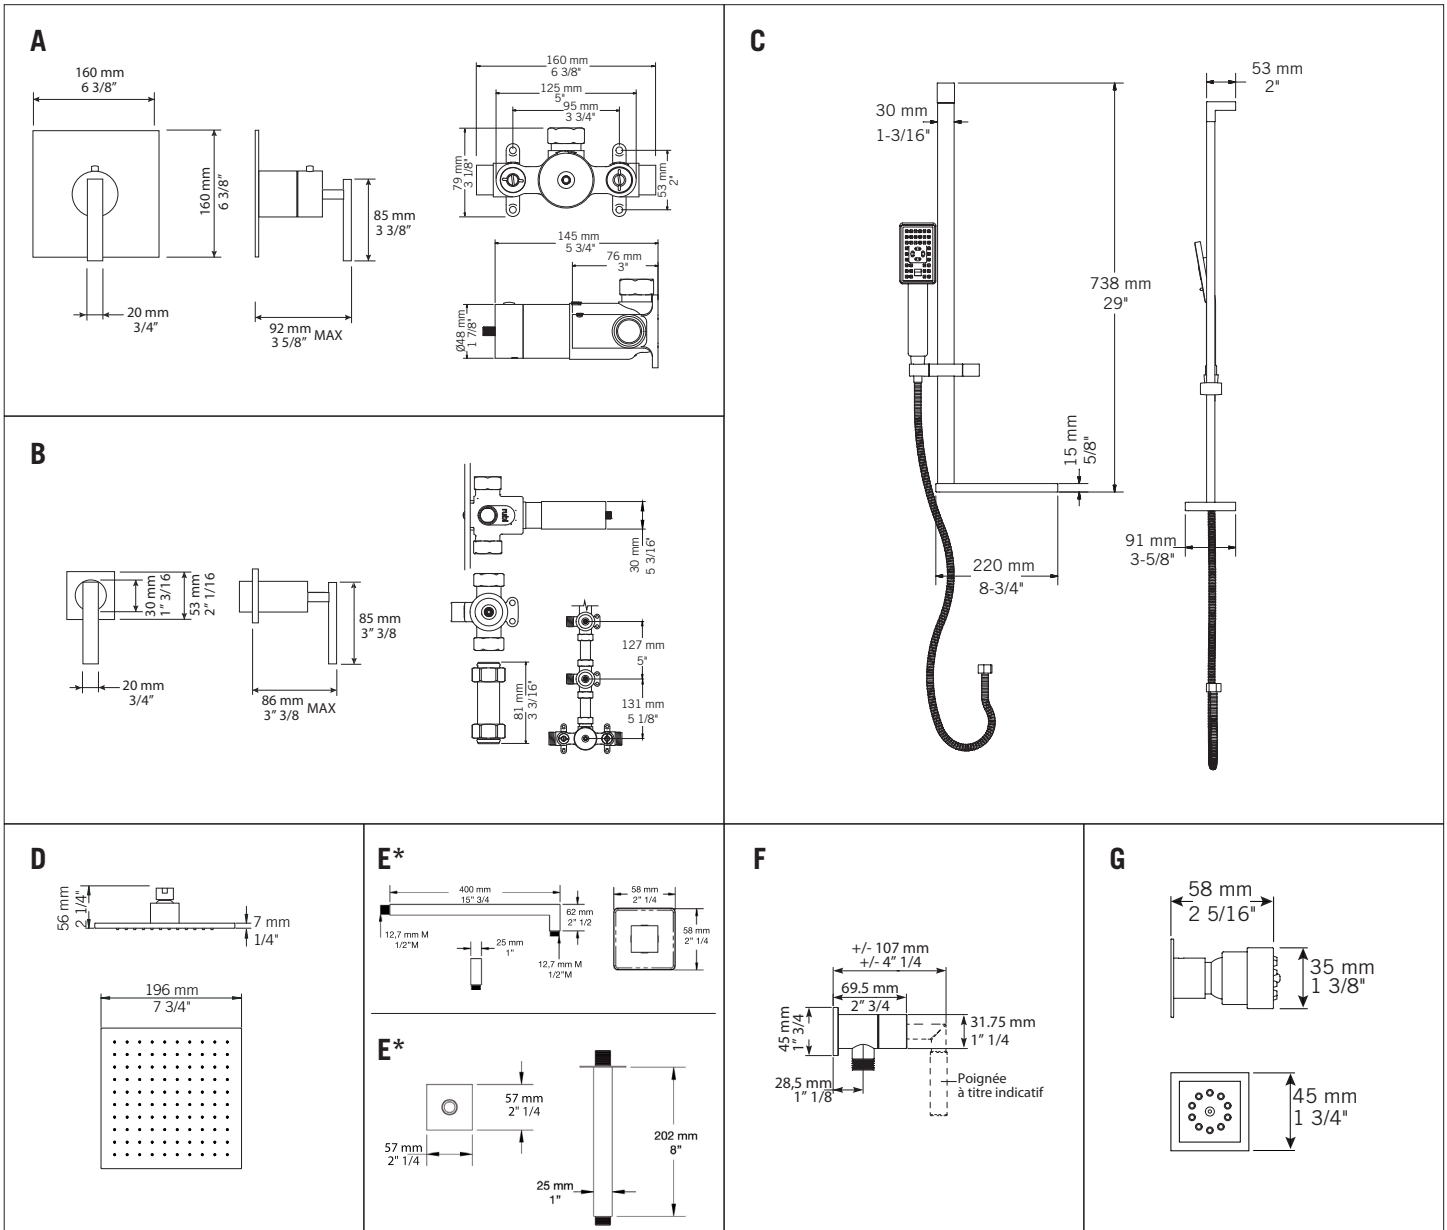 A
160 mm
6 3/8”
160 mm
6 3/8”
20 mm
3/4”
92 mm MAX
3 5/8”
85 mm
3 3/8”
160 mm
6 3/8"
125 mm
5"
95 mm
3 3/4"
79 mm
3 1/8"
53 mm
2"
145 mm
5 3/4"
76 mm
3"
Ø48 mm
1 7/8"
B
30 mm
1” 3/16
53 mm
2” 1/16
20 mm
3/4”
86 mm MAX
3” 3/8
85 mm
3” 3/8
30 mm
5 3/16"
81 mm
3 3/16"
127 mm
5"
131 mm
5 1/8"
C
30 mm
1-3/16"
738 mm
29"
15 mm
5/8"
220 mm
8-3/4"
53 mm
2"
91 mm
3-5/8"
D
56 mm
2 1/4"
7 mm
1/4"
196 mm
7 3/4"
E*
400 mm
15" 3/4
62 mm
2" 1/2
12,7 mm M
1/2"M
25 mm
1"
12,7 mm M
1/2"M
58 mm
2" 1/4
58 mm
2" 1/4
E*
57 mm
2" 1/4
57 mm
2" 1/4
202 mm
8"
25 mm
1"
F
+/- 107 mm
+/- 4” 1/4
69.5 mm
2” 3/4
45 mm
1” 3/4
31.75 mm
1” 1/4
28,5 mm
1” 1/8
Poignée
à titre indicatif
G
58 mm
2 5/16"
35 mm
1 3/8"
45 mm
1 3/4"